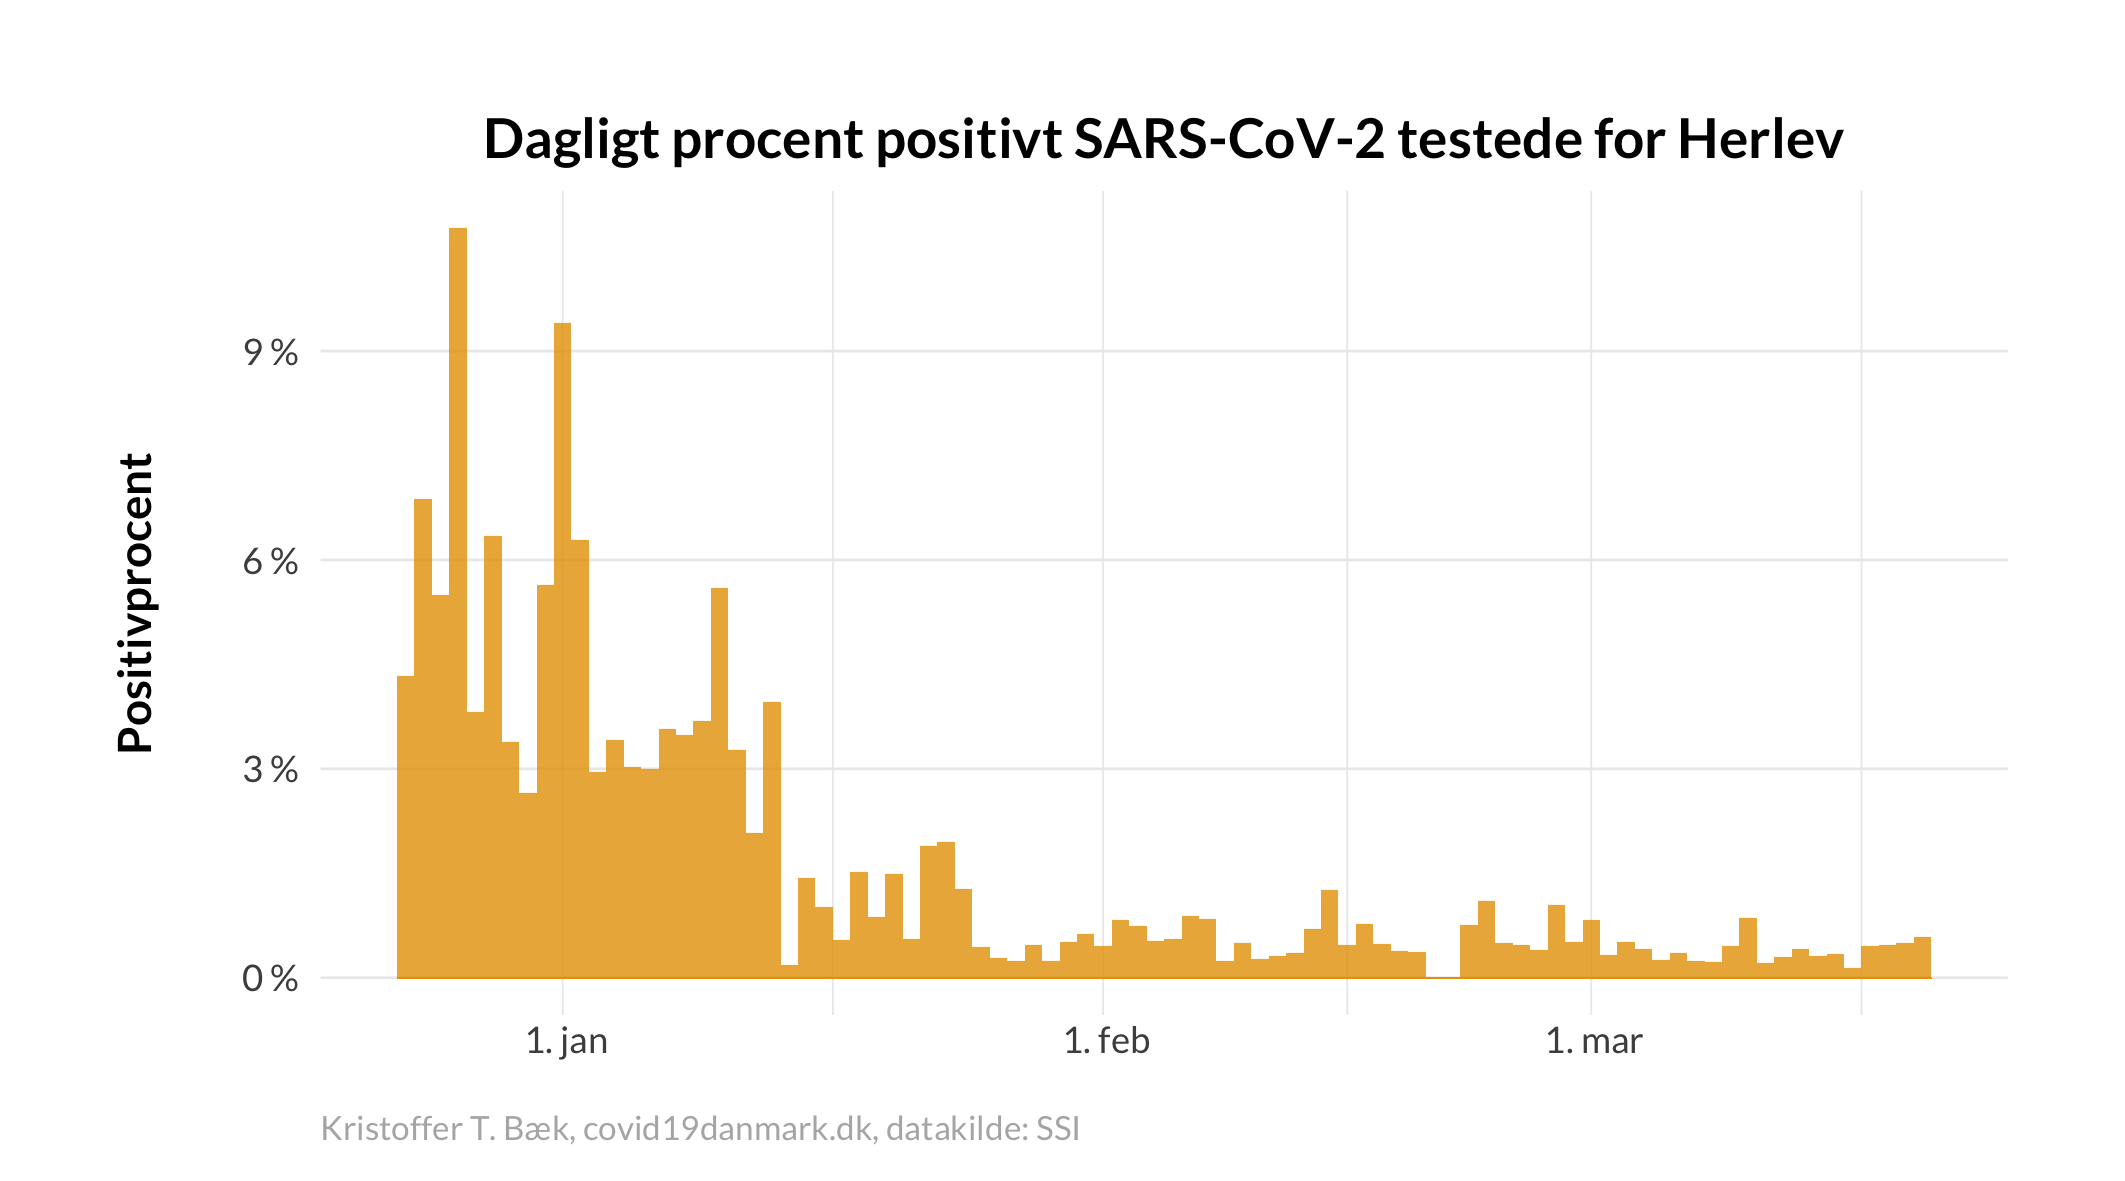 Dagligt procent positivt SARS-CoV-2 testede for Herlev
Positivprocent
9 %
6 %
3 %
0 %
1. jan
1. feb
1. mar
Kristoffer T. Bæk, covid19danmark.dk, datakilde: SSI